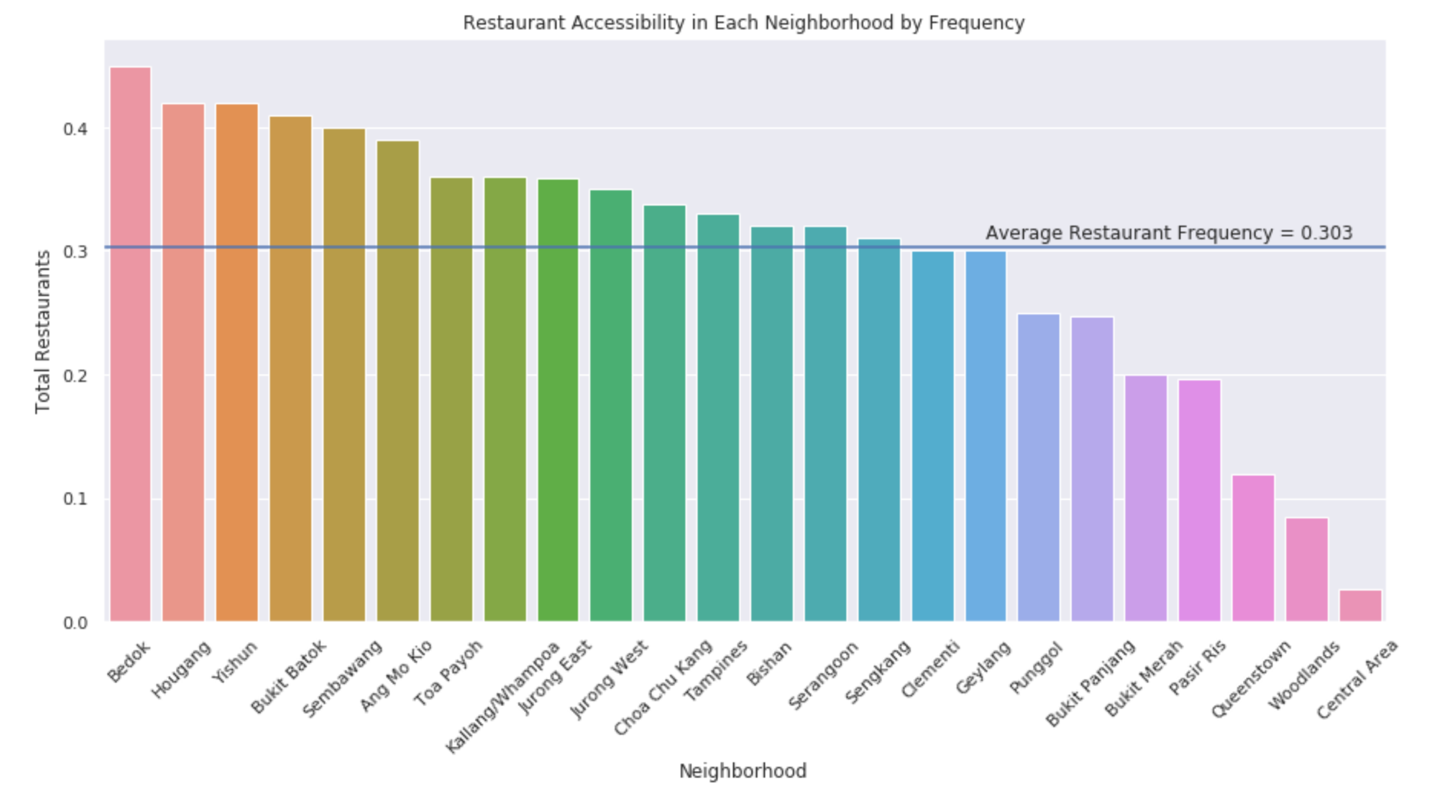 Restaurant Accessibility in Each Neighborhood by Frequency
Total Restaurants
0.4
0.3
0.2
0.1
0.0
Average Restaurant Frequency = 0.303
Bedok
Hougang
Yishun
Bukit Batok
Sembawang
Ang Mo Kio
Toa Payoh
Kallang/Whampoa
Jurong East
Jurong West
Choa Chu Kang
Tampines
Bishan
Serangoon
Sengkang
Clementi
Geylang
Punggol
Bukit Panjang
Bukit Merah
Pasir Ris
Queenstown
Woodlands
Central Area
Neighborhood